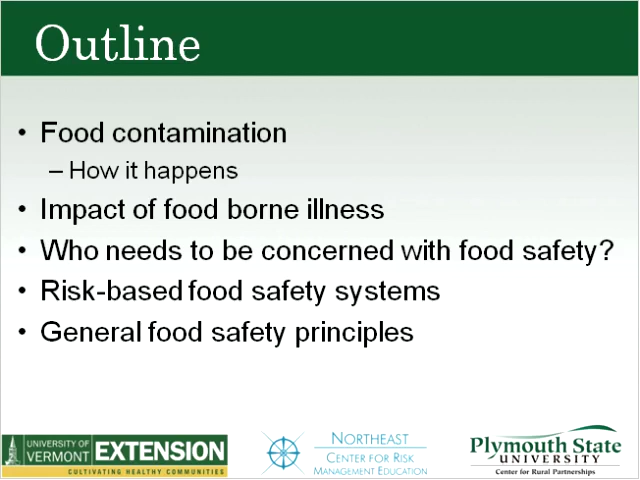 Outline
• Food contamination
– How it happens
• Impact of food borne illness
• Who needs to be concerned with food safety?
• Risk-based food safety systems
• General food safety principles
UNIVERSITY OF
VERMONT EXTENSION
CULTIVATING HEALTHY COMMUNITIES
NORTHEAST
CENTER FOR RISK
MANAGEMENT EDUCATION
Plymouth State
UNIVERSITY
Center for Rural Partnerships